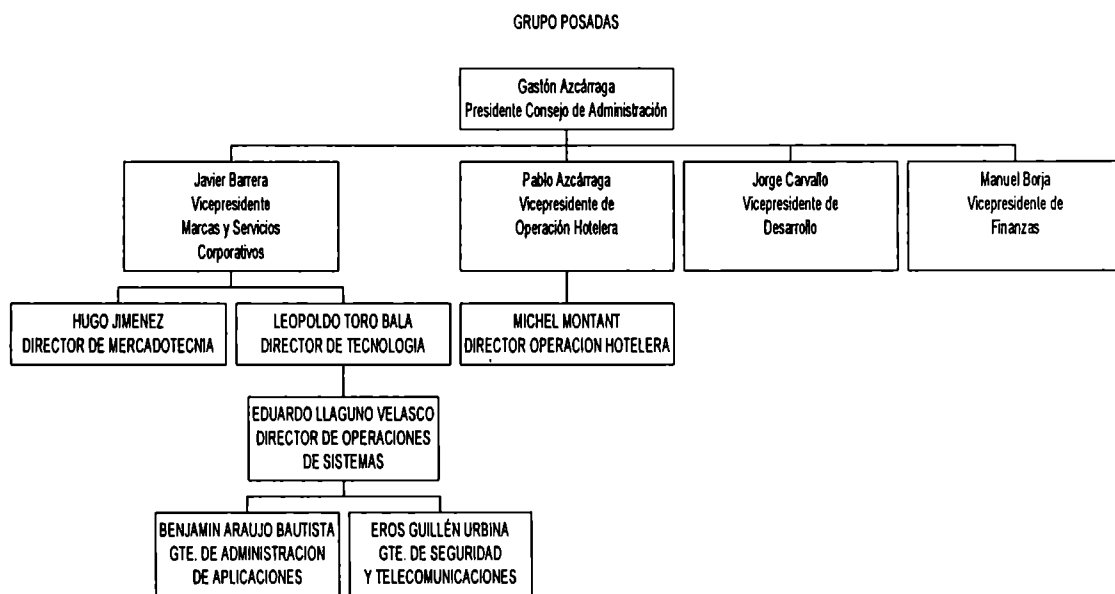 GRUPO POSADAS
Gastón Azcárraga
Presidente Consejo de Administración
Javier Barrera
Vicepresidente
Marcas y Servicios
Corporativos
Pablo Azcárraga
Vicepresidente de
Operación Hotelera
Jorge Carvallo
Vicepresidente de
Desarrollo
Manuel Borja
Vicepresidente de
Finanzas
HUGO JIMENEZ
DIRECTOR DE MERCADOTECNIA
LEOPOLDO TORO BALA
DIRECTOR DE TECNOLOGIA
MICHEL MONTANT
DIRECTOR OPERACION HOTELERA
EDUARDO LLAGUNO VELASCO
DIRECTOR DE OPERACIONES
DE SISTEMAS
BENJAMIN ARAUJO BAUTISTA
GTE. DE ADMINISTRACION
DE APLICACIONES
EROS GUILLÉN URBINA
GTE. DE SEGURIDAD
Y TELECOMUNICACIONES